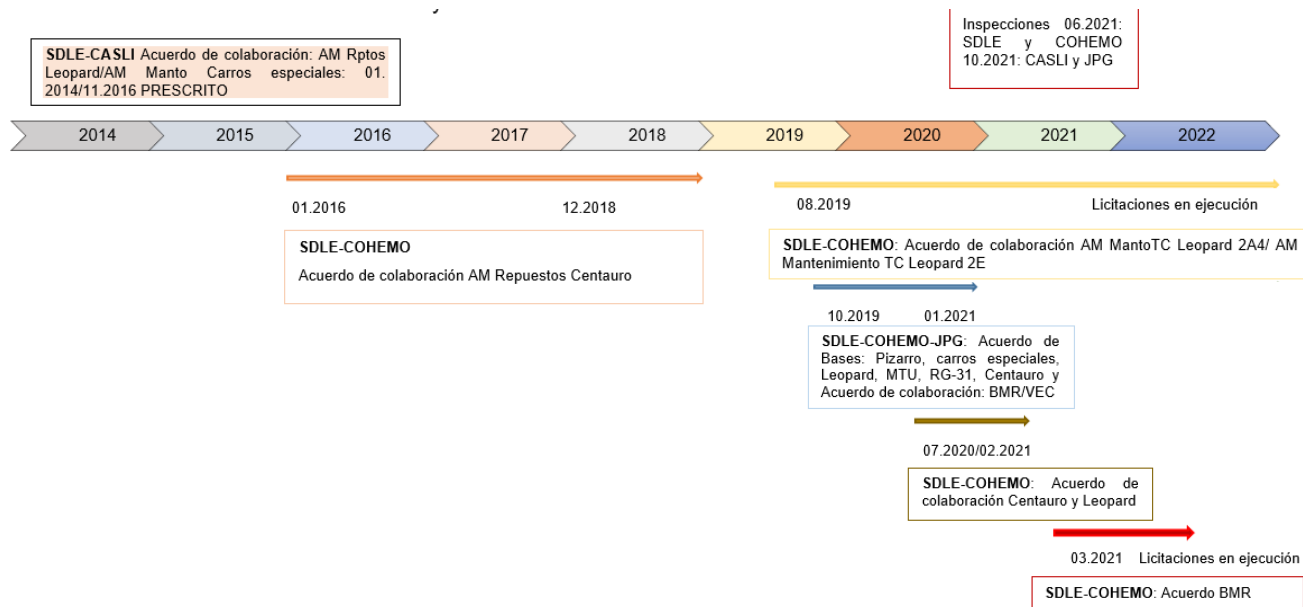 Inspecciones 06.2021:
SDLE y COHEMO
10.2021: CASLI y JPG
SDLE-CASLI Acuerdo de colaboración: AM Rptos
Leopard/AM Manto Carros especiales: 01.
2014/11.2016 PRESCRITO
2014 2015 2016 2017 2018 2019 2020 2021 2022
01.2016 12.2018
SDLE-COHEMO
Acuerdo de colaboración AM Repuestos Centauro
08.2019 Licitaciones en ejecución
SDLE-COHEMO: Acuerdo de colaboración AM MantoTC Leopard 2A4/ AM
Mantenimiento TC Leopard 2E
10.2019 01.2021
SDLE-COHEMO-JPG: Acuerdo de
Bases: Pizarro, carros especiales,
Leopard, MTU, RG-31, Centauro y
Acuerdo de colaboración: BMR/VEC
07.2020/02.2021
SDLE-COHEMO: Acuerdo de
colaboración Centauro y Leopard
03.2021 Licitaciones en ejecución
SDLE-COHEMO: Acuerdo BMR